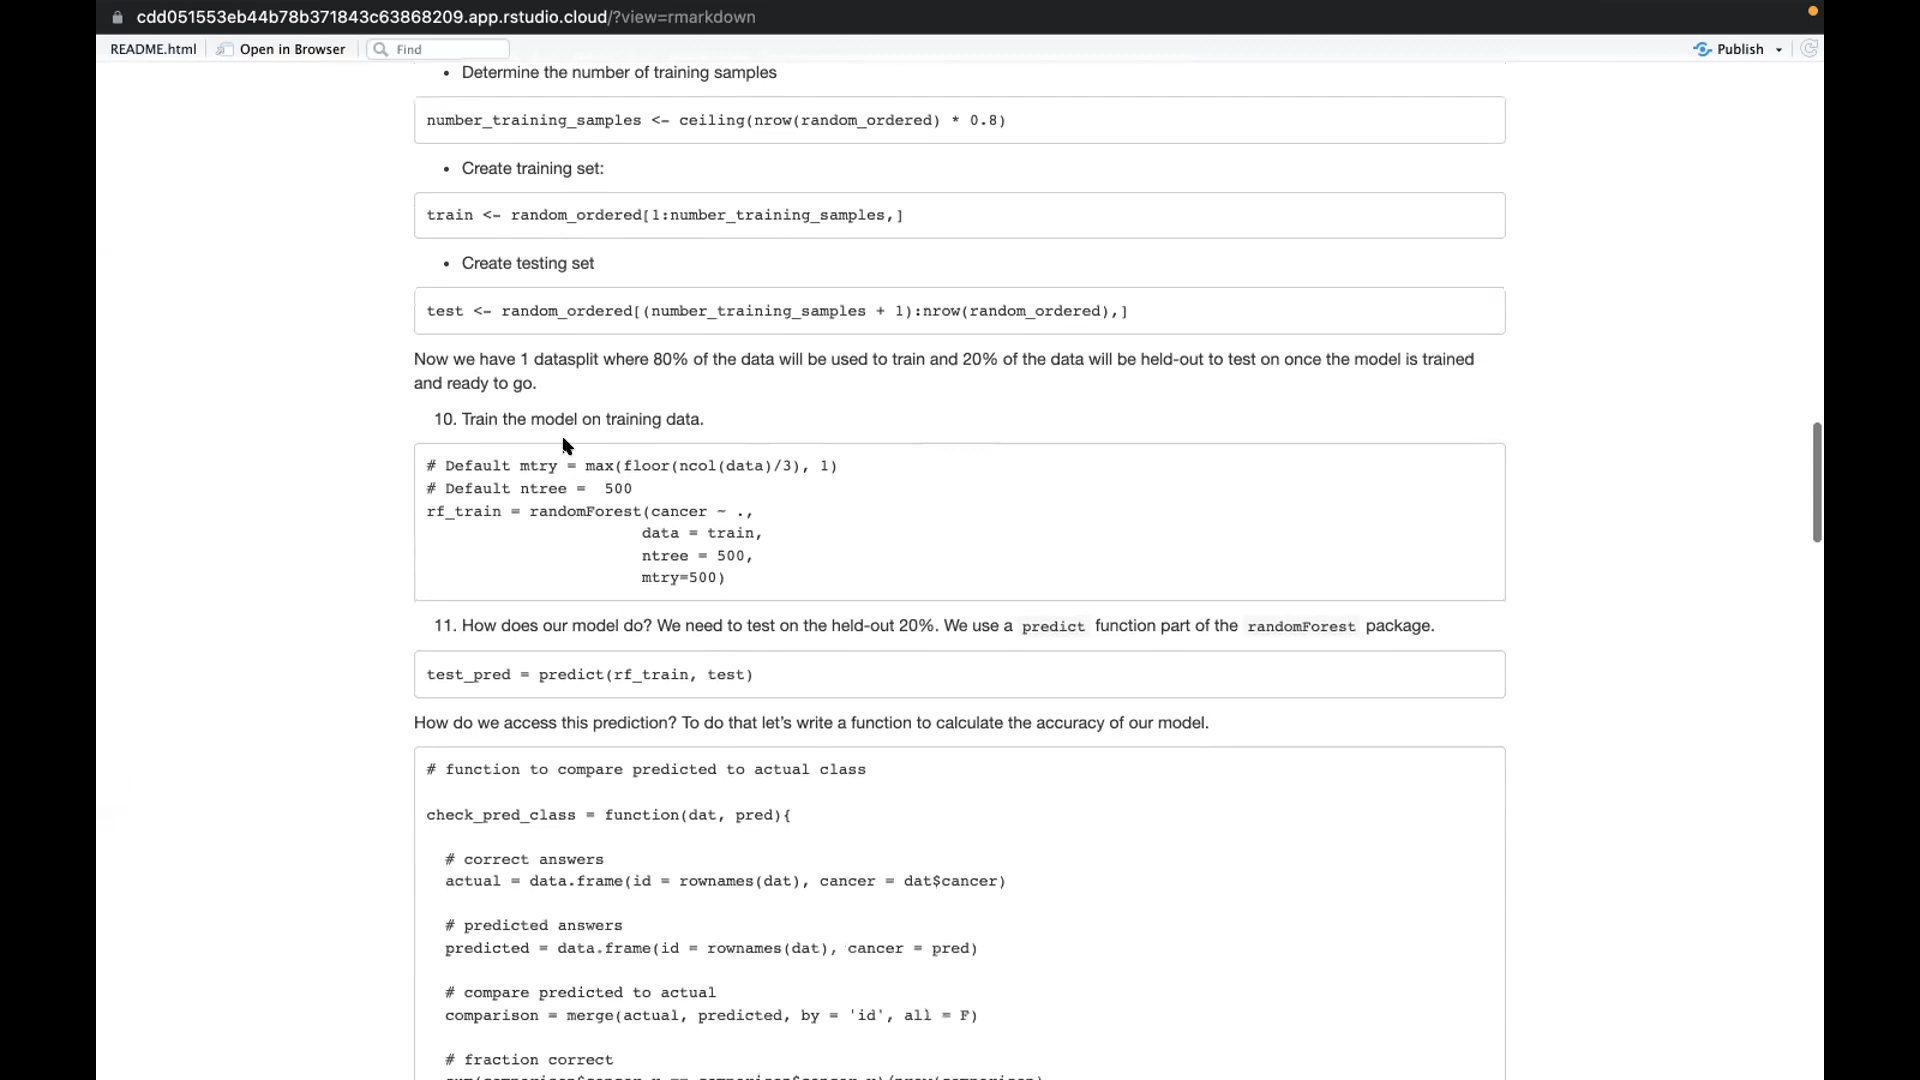 cdd051553eb44b78b371843c63868209.app.rstudio.cloud/?view=rmarkdown
README.html Open in Browser Find Publish
• Determine the number of training samples
number_training_samples <- ceiling(nrow(random_ordered) * 0.8)
• Create training set:
train <- random_ordered[1:number_training_samples,]
• Create testing set
test <- random_ordered[(number_training_samples + 1):nrow(random_ordered),]
Now we have 1 datasplit where 80% of the data will be used to train and 20% of the data will be held-out to test on once the model is trained
and ready to go.
10. Train the model on training data.
# Default mtry = max(floor(ncol(data)/3), 1)
# Default ntree =  500
rf_train = randomForest(cancer ~ .,
data = train,
ntree = 500,
mtry=500)
11. How does our model do? We need to test on the held-out 20%. We use a predict function part of the randomForest package.
test_pred = predict(rf_train, test)
How do we access this prediction? To do that let's write a function to calculate the accuracy of our model.
# function to compare predicted to actual class
check_pred_class = function(dat, pred){
# correct answers
actual = data.frame(id = rownames(dat), cancer = dat$cancer)
# predicted answers
predicted = data.frame(id = rownames(dat), cancer = pred)
# compare predicted to actual
comparison = merge(actual, predicted, by = 'id', all = F)
# fraction correct